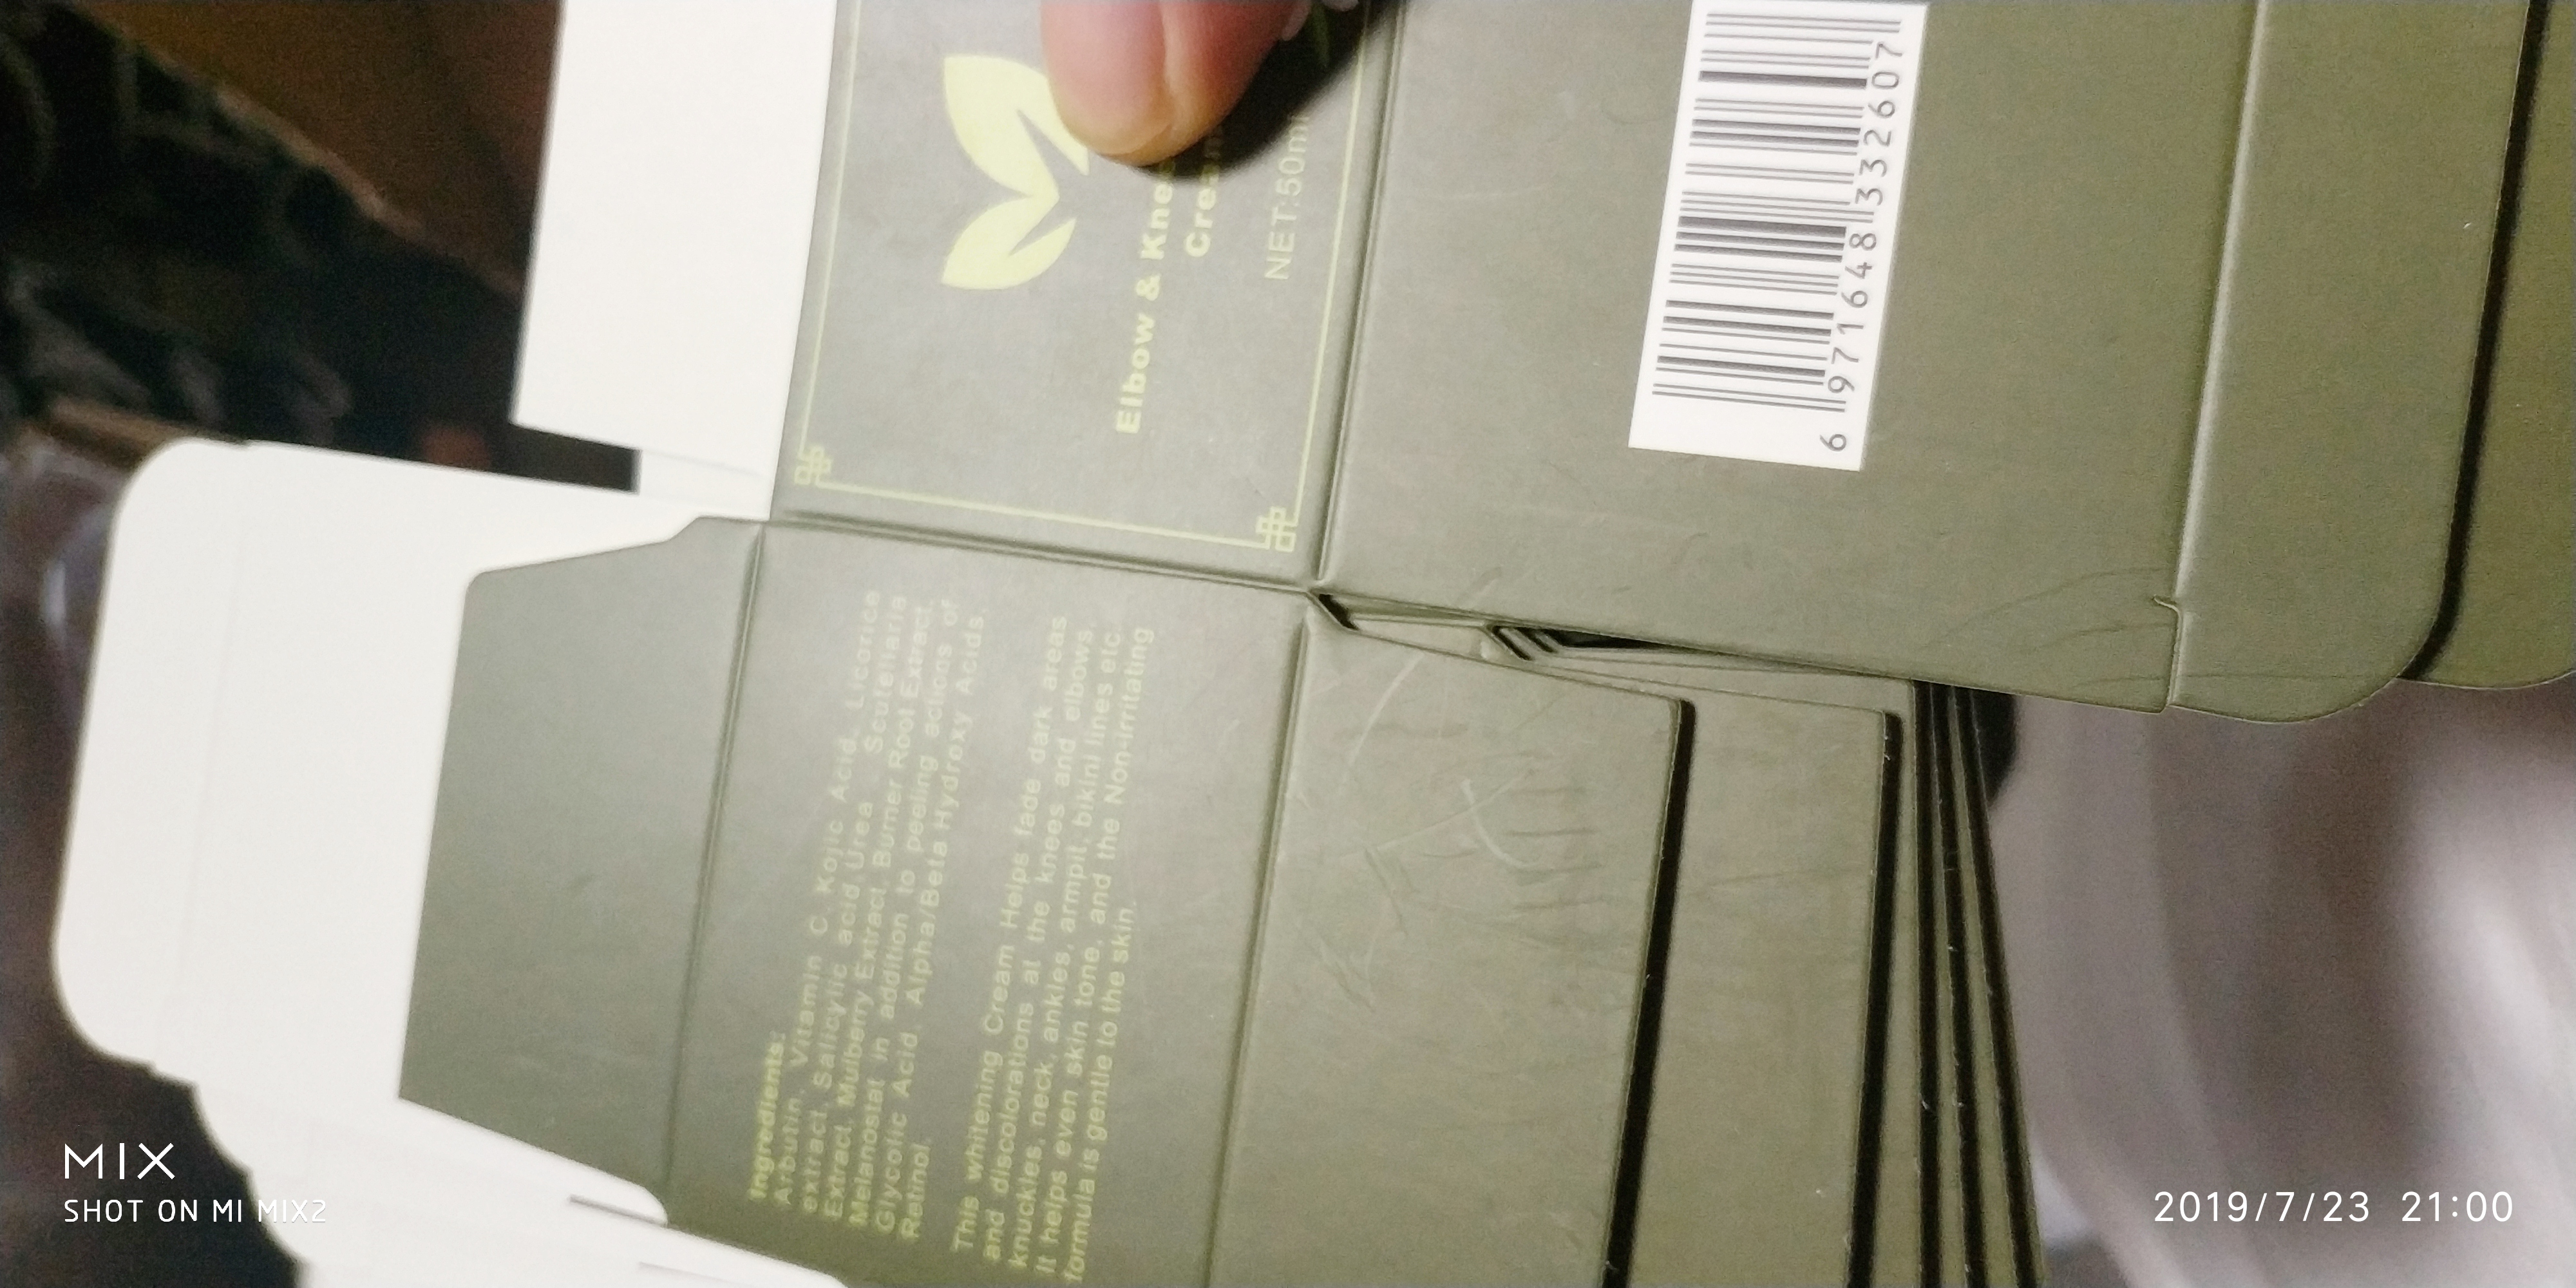 Elbow & Knee
Cream
NET:50ml
6 971648 332607
Ingredients:
Arbutin, Vitamin C, Kojic Acid, Licorice
extract, Salicylic acid, Urea, Scutellaria
Extract, Mulberry Extract, Burner Root Extract,
Melanostat in addition to peeling actions of
Glycolic Acid, Alpha/Beta Hydroxy Acids,
Retinol.
This whitening Cream Helps fade dark areas
and discolorations at the knees and elbows,
knuckles, neck, ankles, armpit, bikini lines etc.
It helps even skin tone, and the Non-irritating
formula is gentle to the skin.
MIX
SHOT ON MI MIX2
2019/7/23 21:00